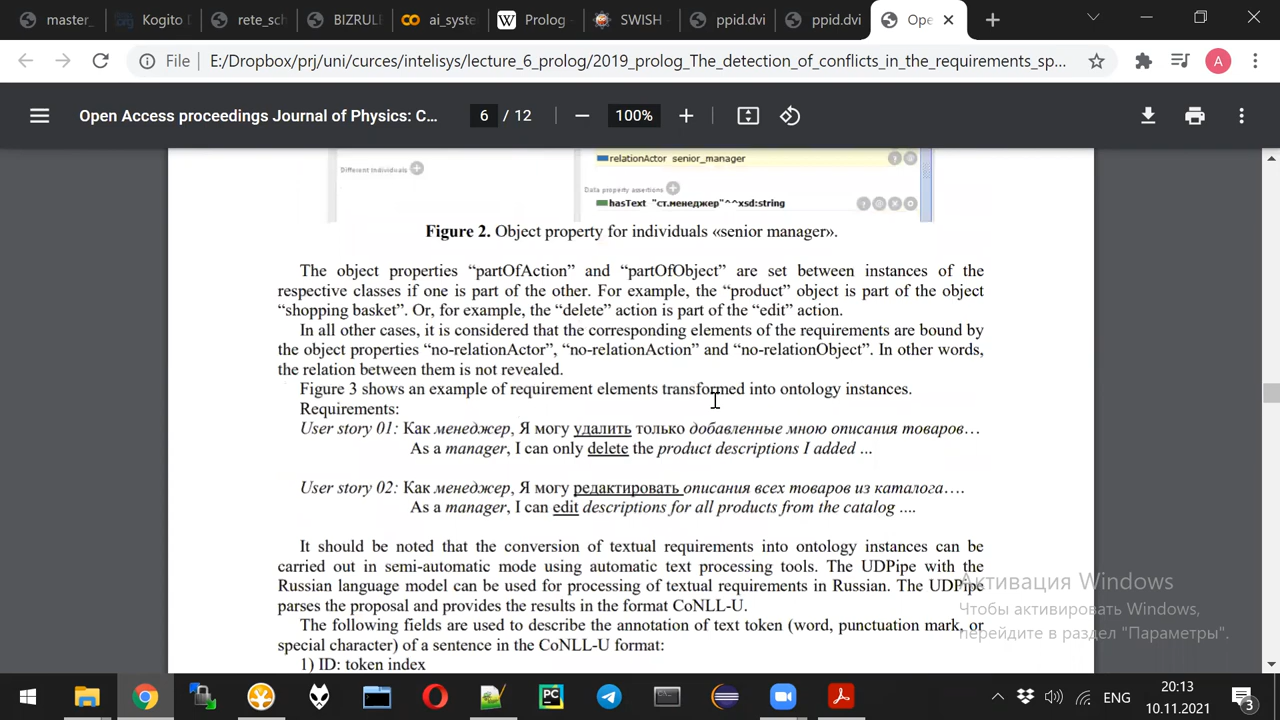 master_
Kogito D
rete_sch
BIZRULE
ai_syste
Prolog -
SWISH -
ppid.dvi
ppid.dvi
Ope
File E:/Dropbox/prj/uni/curces/intelisys/lecture_6_prolog/2019_prolog_The_detection_of_conflicts_in_the_requirements_sp...
A
Open Access proceedings Journal of Physics: C...
6 / 12
100%
Different individuals
relationActor senior_manager
Data property assertions
hasText "ст.менеджер"^^xsd:string
Figure 2. Object property for individuals «senior manager».
The object properties “partOfAction” and “partOfObject” are set between instances of the
respective classes if one is part of the other. For example, the “product” object is part of the object
“shopping basket”. Or, for example, the “delete” action is part of the “edit” action.
In all other cases, it is considered that the corresponding elements of the requirements are bound by
the object properties “no-relationActor”, “no-relationAction” and “no-relationObject”. In other words,
the relation between them is not revealed.
Figure 3 shows an example of requirement elements transformed into ontology instances.
Requirements:
User story 01: Как менеджер, Я могу удалить только добавленные мною описания товаров…
As a manager, I can only delete the product descriptions I added ...
User story 02: Как менеджер, Я могу редактировать описания всех товаров из каталога….
As a manager, I can edit descriptions for all products from the catalog ....
It should be noted that the conversion of textual requirements into ontology instances can be
carried out in semi-automatic mode using automatic text processing tools. The UDPipe with the
Russian language model can be used for processing of textual requirements in Russian. The UDPipe
parses the proposal and provides the results in the format CoNLL-U.
The following fields are used to describe the annotation of text token (word, punctuation mark, or
special character) of a sentence in the CoNLL-U format:
1) ID: token index
Активация Windows
Чтобы активировать Windows,
перейдите в раздел "Параметры".
ENG
20:13
10.11.2021
3